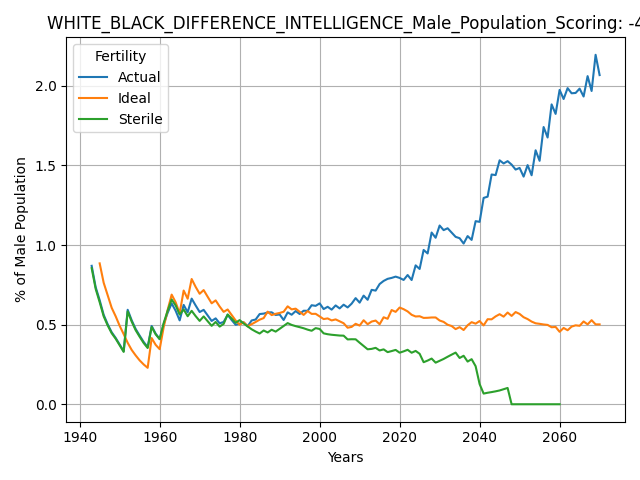 WHITE_BLACK_DIFFERENCE_INTELLIGENCE_Male_Population_Scoring: -4
Fertility
Actual
Ideal
Sterile
% of Male Population
2.0
1.5
1.0
0.5
0.0
1940 1960 1980 2000 2020 2040 2060
Years